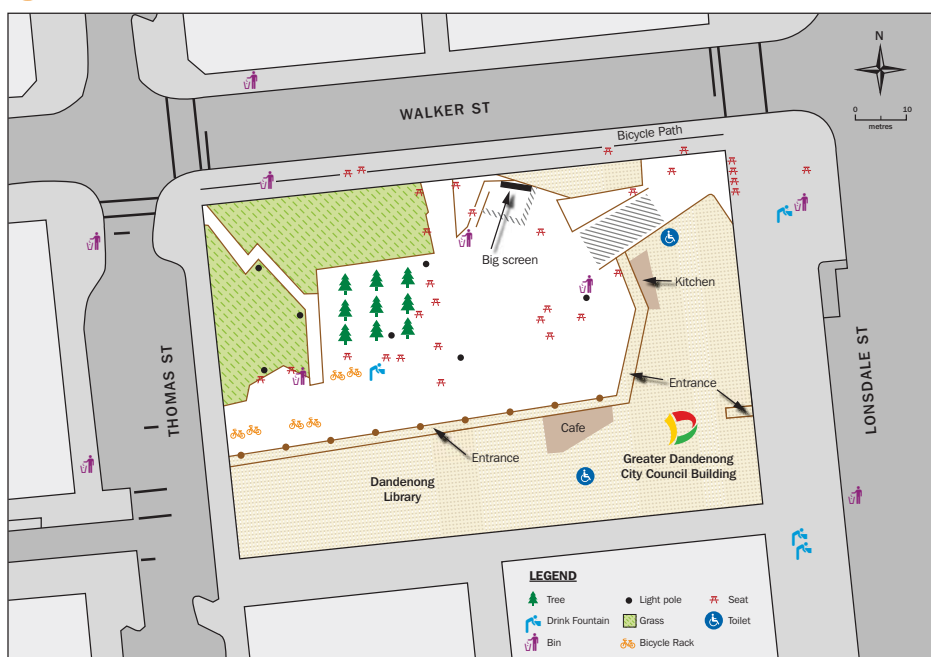 N
0 10
metres
WALKER ST
Bicycle Path
Big screen
Kitchen
THOMAS ST
LONSDALE ST
Entrance
Cafe
Entrance
Dandenong
Library
Greater Dandenong
City Council Building
LEGEND
Tree
Light pole
Seat
Drink Fountain
Grass
Toilet
Bin
Bicycle Rack